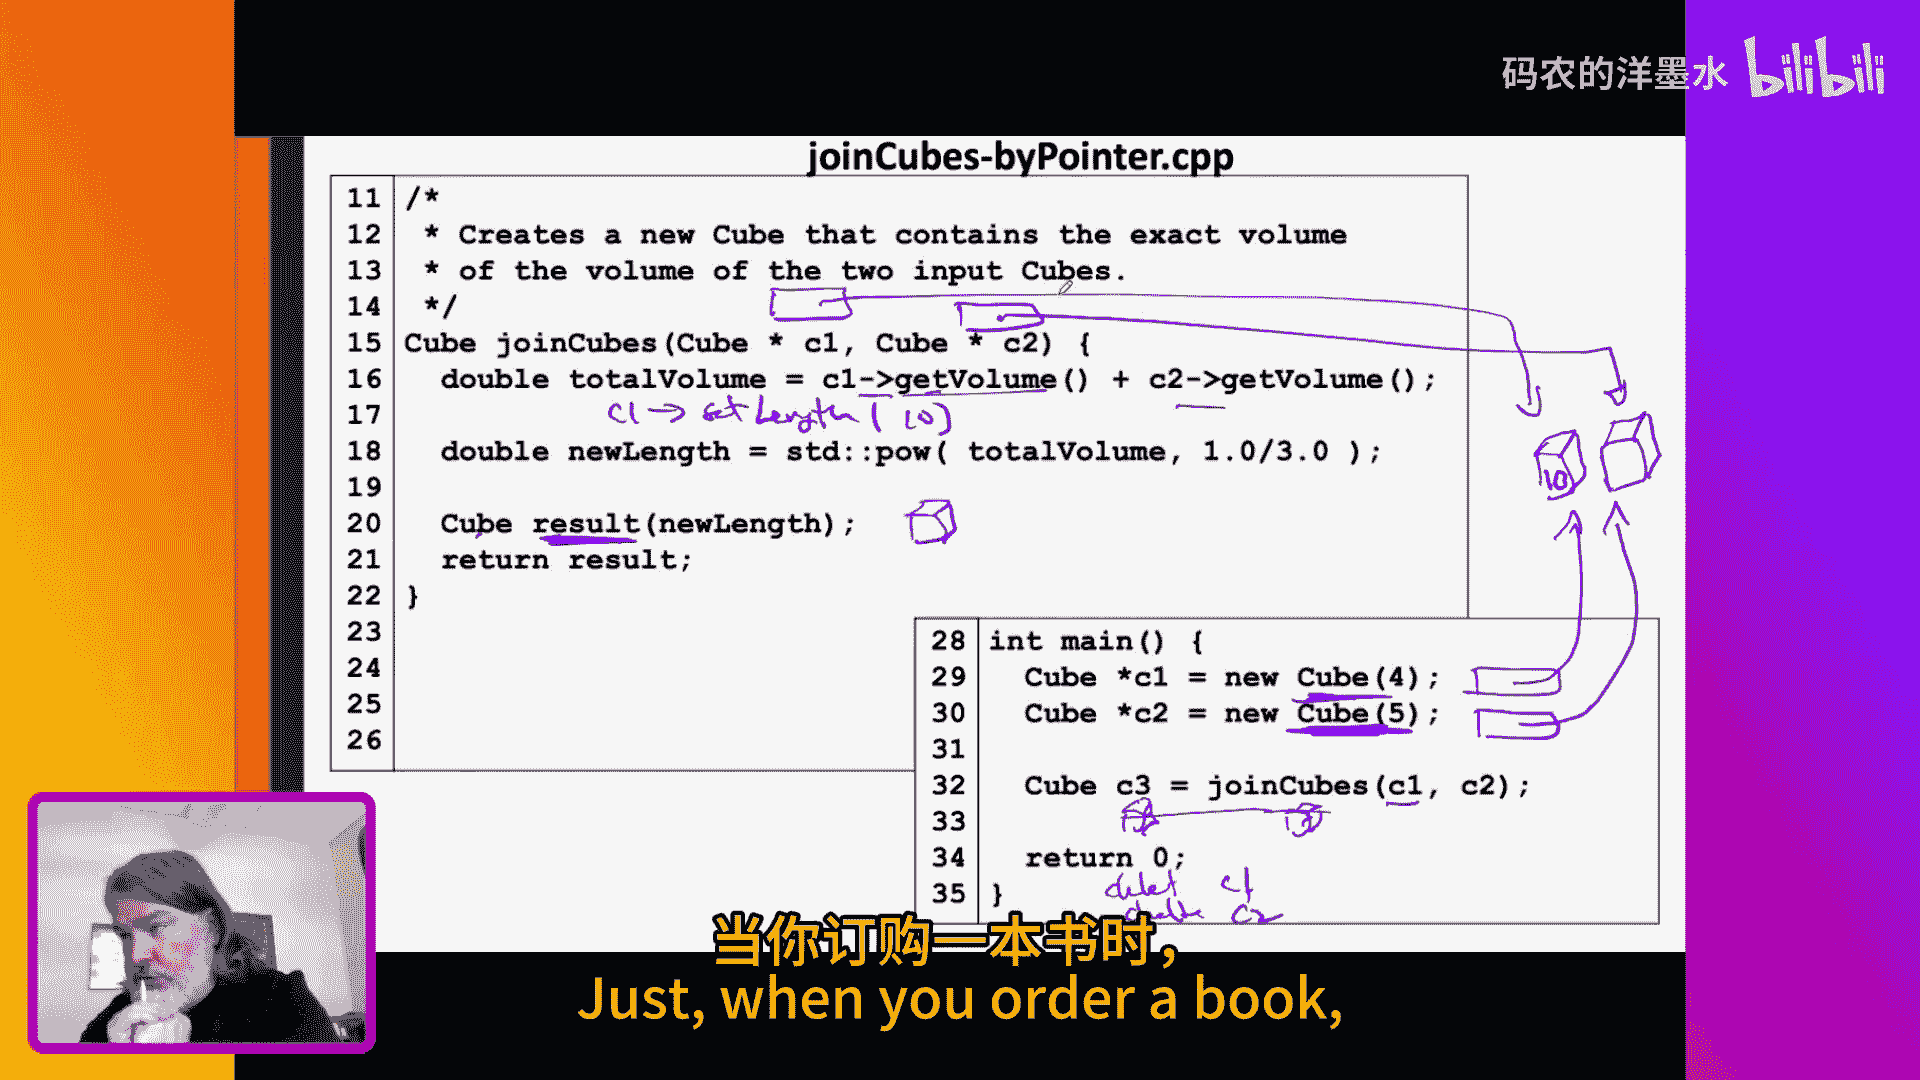 码农的洋墨水 bilibili
joinCubes-byPointer.cpp
11 /*
12  * Creates a new Cube that contains the exact volume
13  * of the volume of the two input Cubes.
14  */
15 Cube joinCubes(Cube * c1, Cube * c2) {
16   double totalVolume = c1->getVolume() + c2->getVolume();
17   c1 -> setLength(10)
18   double newLength = std::pow( totalVolume, 1.0/3.0 );
19
20   Cube result(newLength);
21   return result;
22 }
23
24
25
26
10
28 int main() {
29   Cube *c1 = new Cube(4);
30   Cube *c2 = new Cube(5);
31
32   Cube c3 = joinCubes(c1, c2);
33
34   return 0;
35 }
c1
c2
当你订购一本书时，
Just, when you order a book,